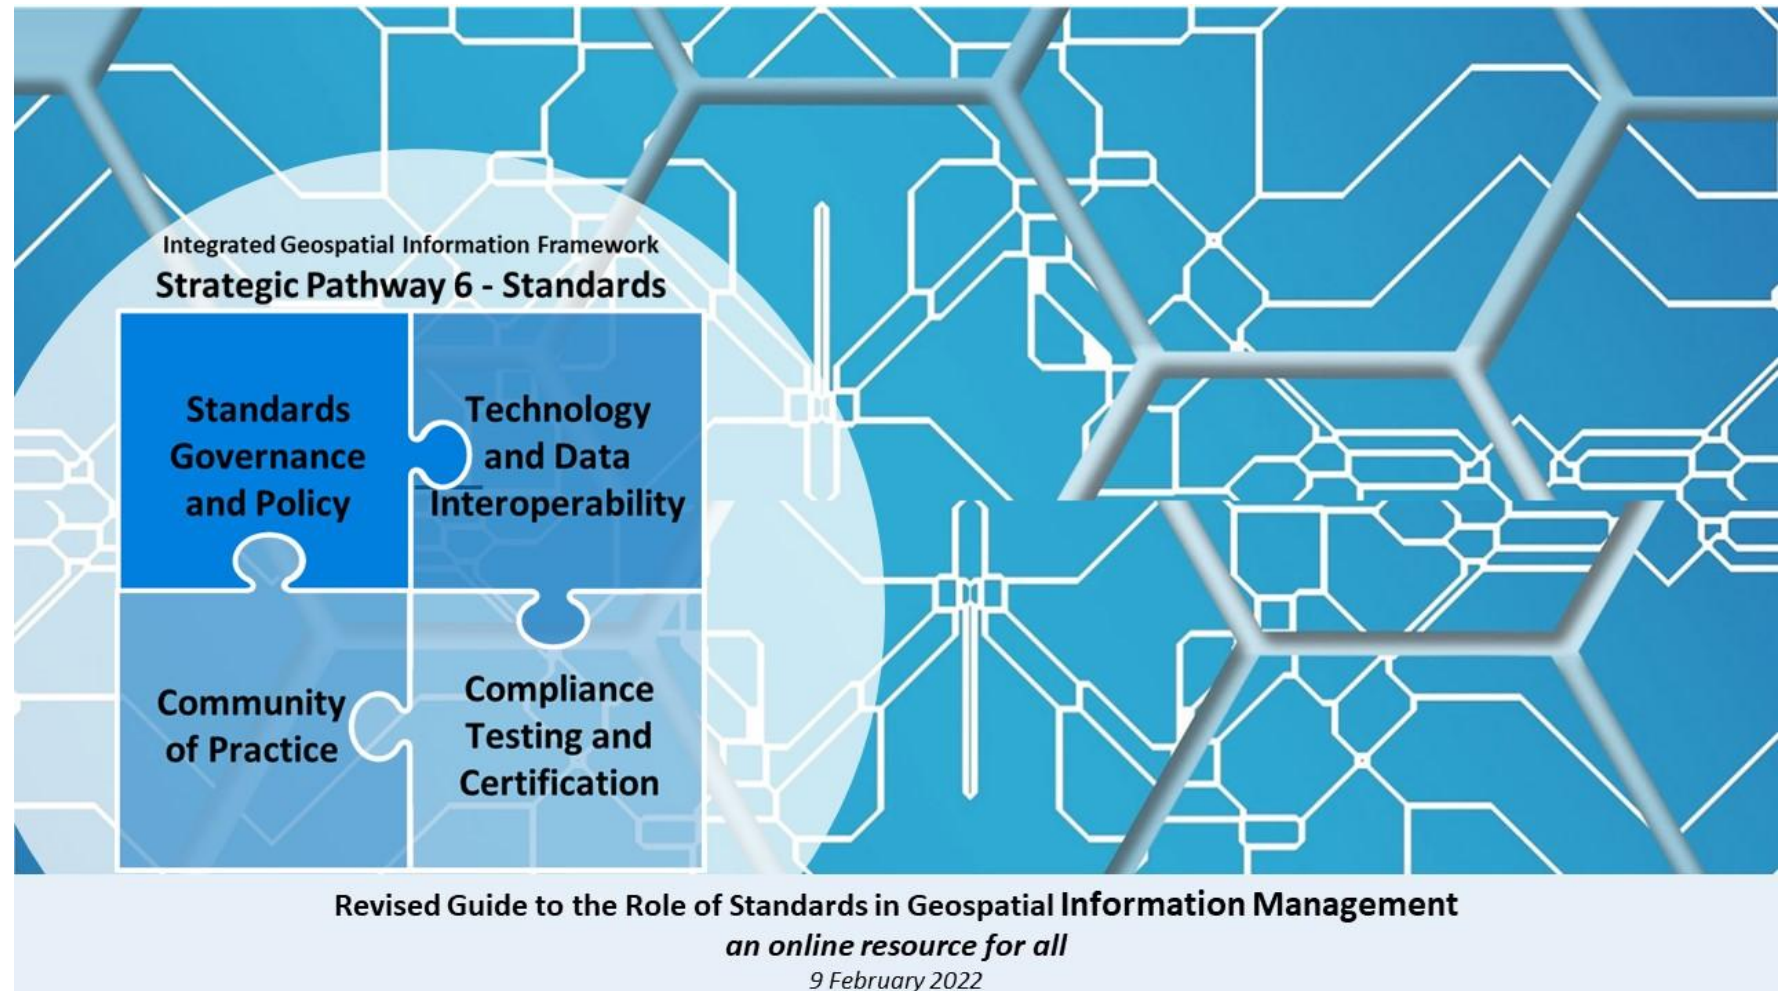 Integrated Geospatial Information Framework
Strategic Pathway 6 - Standards
Standards
Governance
and Policy
Technology
and Data
Interoperability
Community
of Practice
Compliance
Testing and
Certification
Revised Guide to the Role of Standards in Geospatial Information Management
an online resource for all
9 February 2022